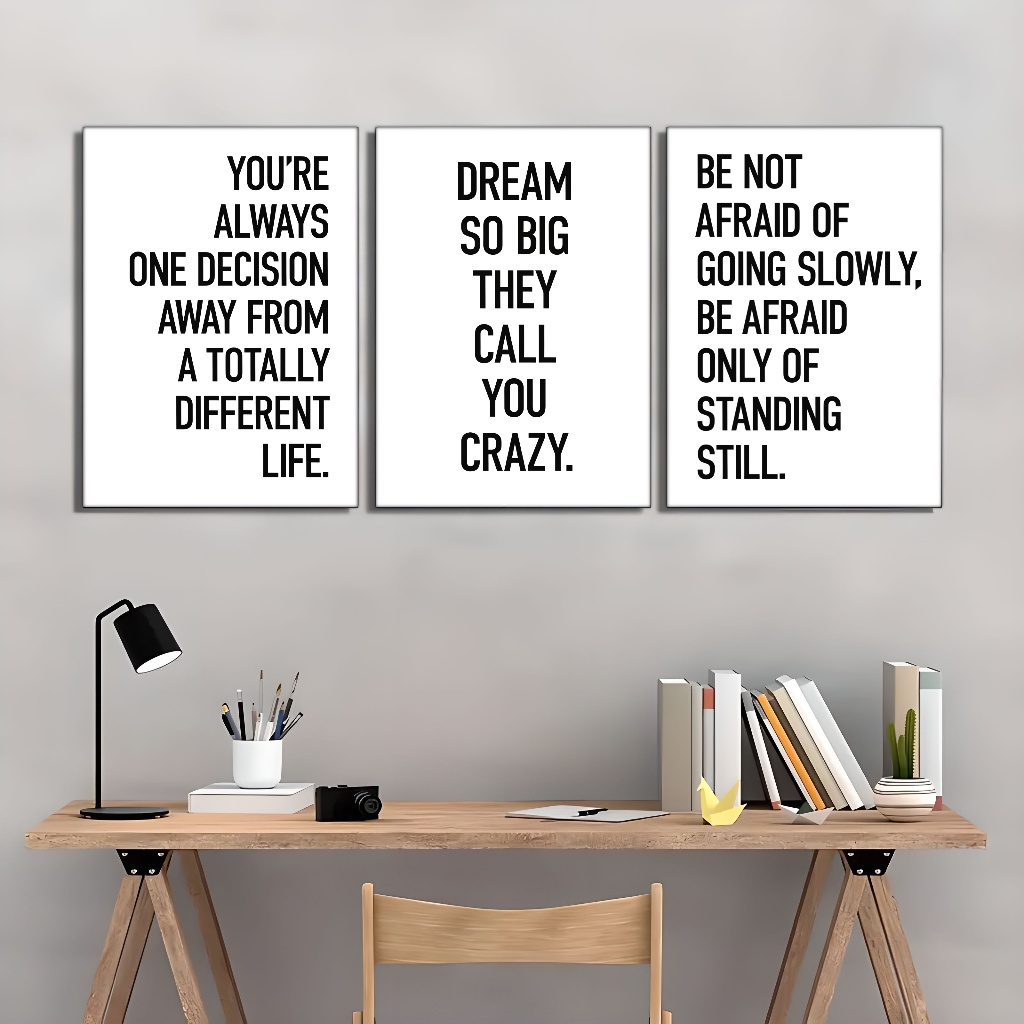 YOU’RE
ALWAYS
ONE DECISION
AWAY FROM
A TOTALLY
DIFFERENT
LIFE.
DREAM
SO BIG
THEY
CALL
YOU
CRAZY.
BE NOT
AFRAID OF
GOING SLOWLY,
BE AFRAID
ONLY OF
STANDING
STILL.